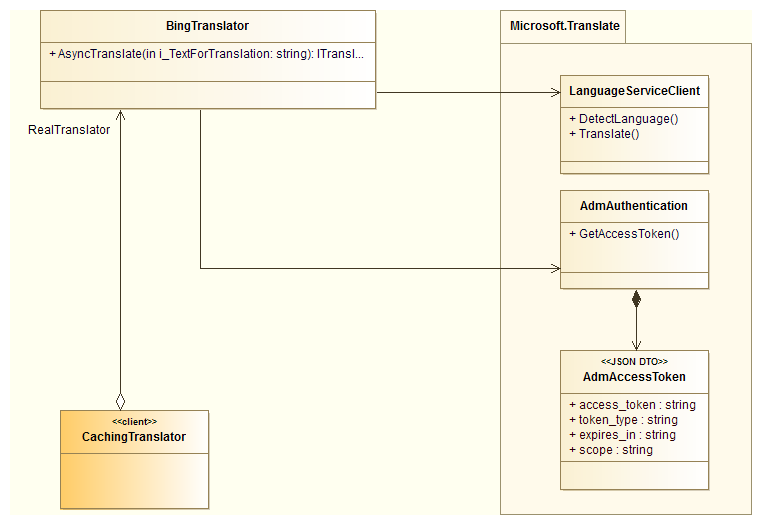 BingTranslator
+ AsyncTranslate(in i_TextForTranslation: string): ITransl...
Microsoft.Translate
LanguageServiceClient
+ DetectLanguage()
+ Translate()
RealTranslator
AdmAuthentication
+ GetAccessToken()
<<JSON DTO>>
AdmAccessToken
+ access_token : string
+ token_type : string
+ expires_in : string
+ scope : string
<<client>>
CachingTranslator